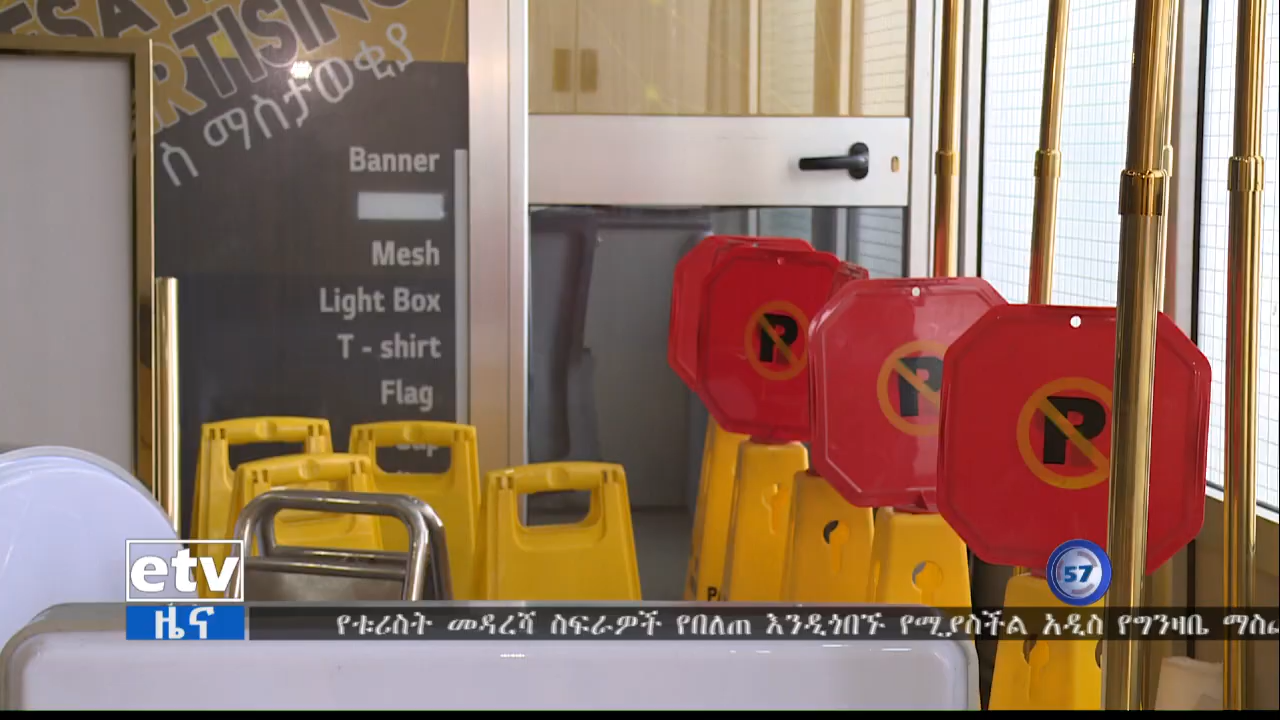 RTISING
ማስታወቂያ
Banner
Mesh
Light Box
T - shirt
Flag
P
P
P
etv
57
ዜና
የቱሪስት መዳረሻ ስፍራዎች የበለጠ እንዲጎበኙ የሚያስችል አዲስ የግንዛቤ